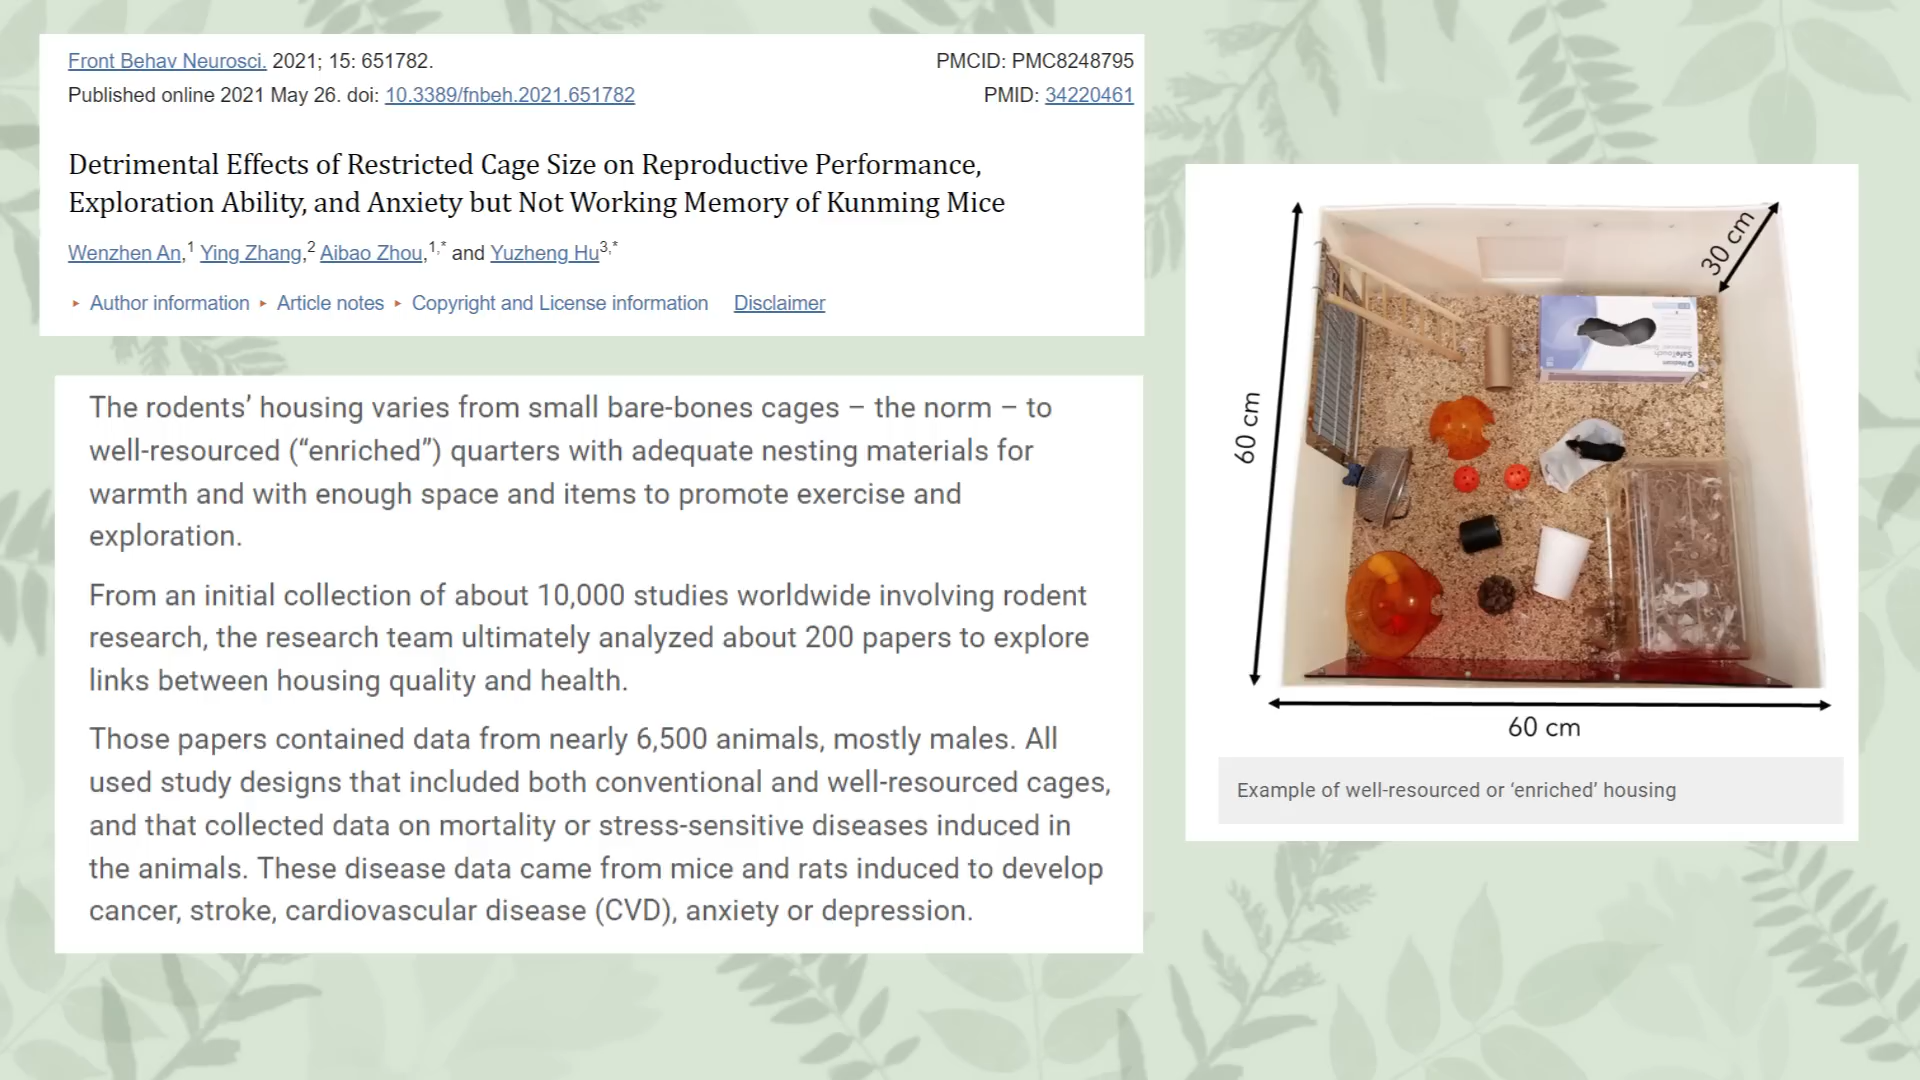 Front Behav Neurosci. 2021; 15: 651782.
PMCID: PMC8248795
Published online 2021 May 26. doi: 10.3389/fnbeh.2021.651782
PMID: 34220461
Detrimental Effects of Restricted Cage Size on Reproductive Performance,
Exploration Ability, and Anxiety but Not Working Memory of Kunming Mice
Wenzhen An,1 Ying Zhang,2 Aibao Zhou,1,* and Yuzheng Hu3,*
▸ Author information ▸ Article notes ▸ Copyright and License information Disclaimer
The rodents’ housing varies from small bare-bones cages – the norm – to
well-resourced (“enriched”) quarters with adequate nesting materials for
warmth and with enough space and items to promote exercise and
exploration.
From an initial collection of about 10,000 studies worldwide involving rodent
research, the research team ultimately analyzed about 200 papers to explore
links between housing quality and health.
Those papers contained data from nearly 6,500 animals, mostly males. All
used study designs that included both conventional and well-resourced cages,
and that collected data on mortality or stress-sensitive diseases induced in
the animals. These disease data came from mice and rats induced to develop
cancer, stroke, cardiovascular disease (CVD), anxiety or depression.
30 cm
60 cm
60 cm
Example of well-resourced or ‘enriched’ housing